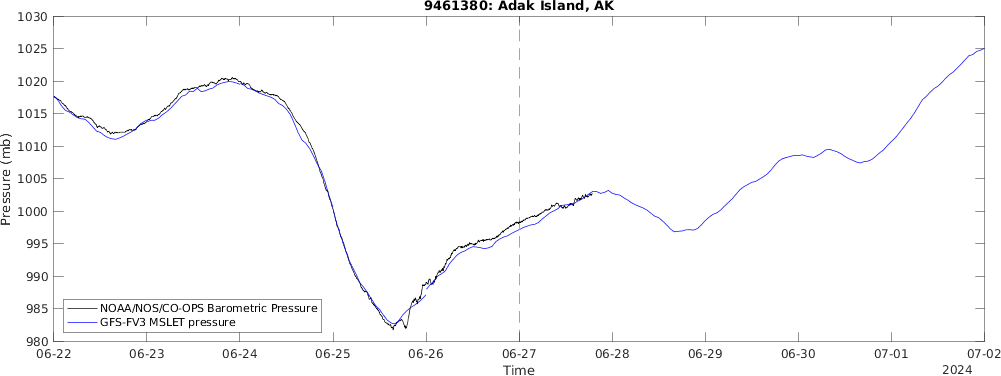 9461380: Adak Island, AK
1030
1025
1020
1015
1010
1005
1000
995
990
985
980
Pressure (mb)
NOAA/NOS/CO-OPS Barometric Pressure
GFS-FV3 MSLET pressure
06-22 06-23 06-24 06-25 06-26 06-27 06-28 06-29 06-30 07-01 07-02
Time
2024